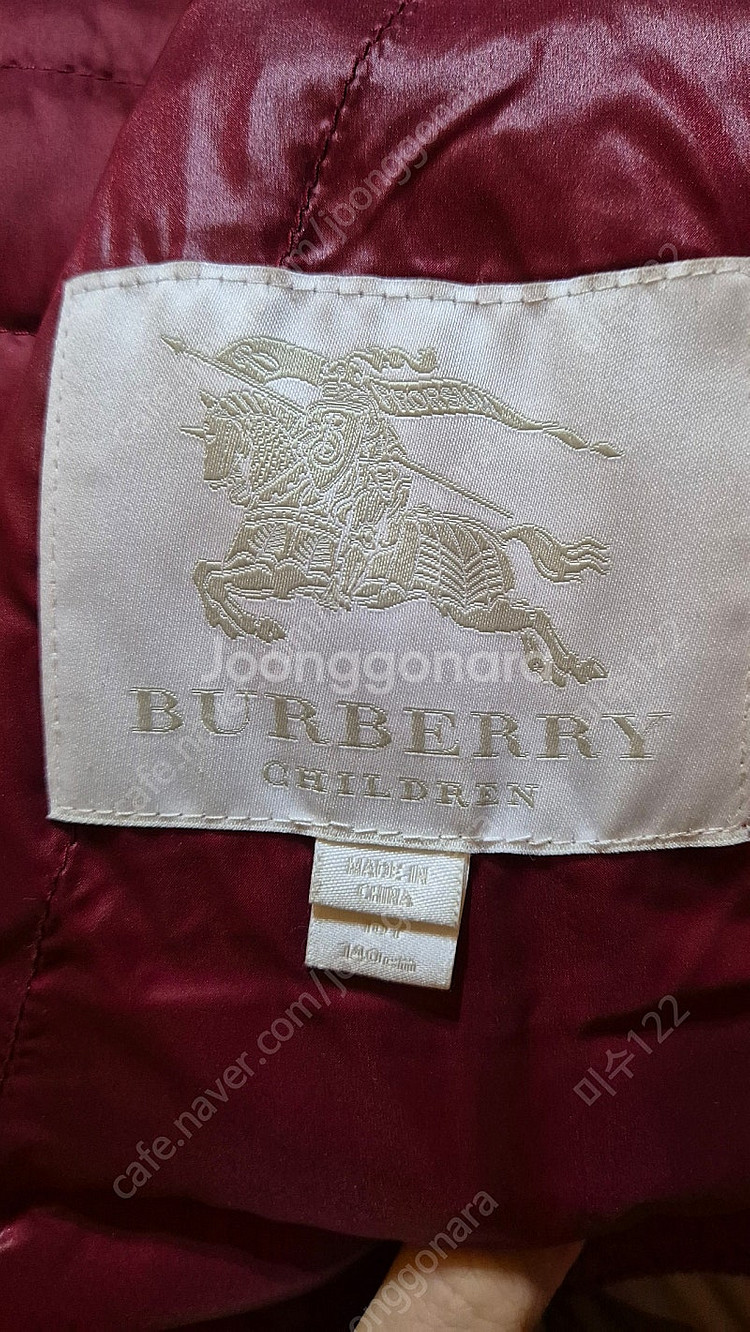 PRORSUM
Joonggonara
BURBERRY
CHILDREN
MADE IN
CHINA
10Y
140cm
미수122
cafe.naver.com/joonggonara